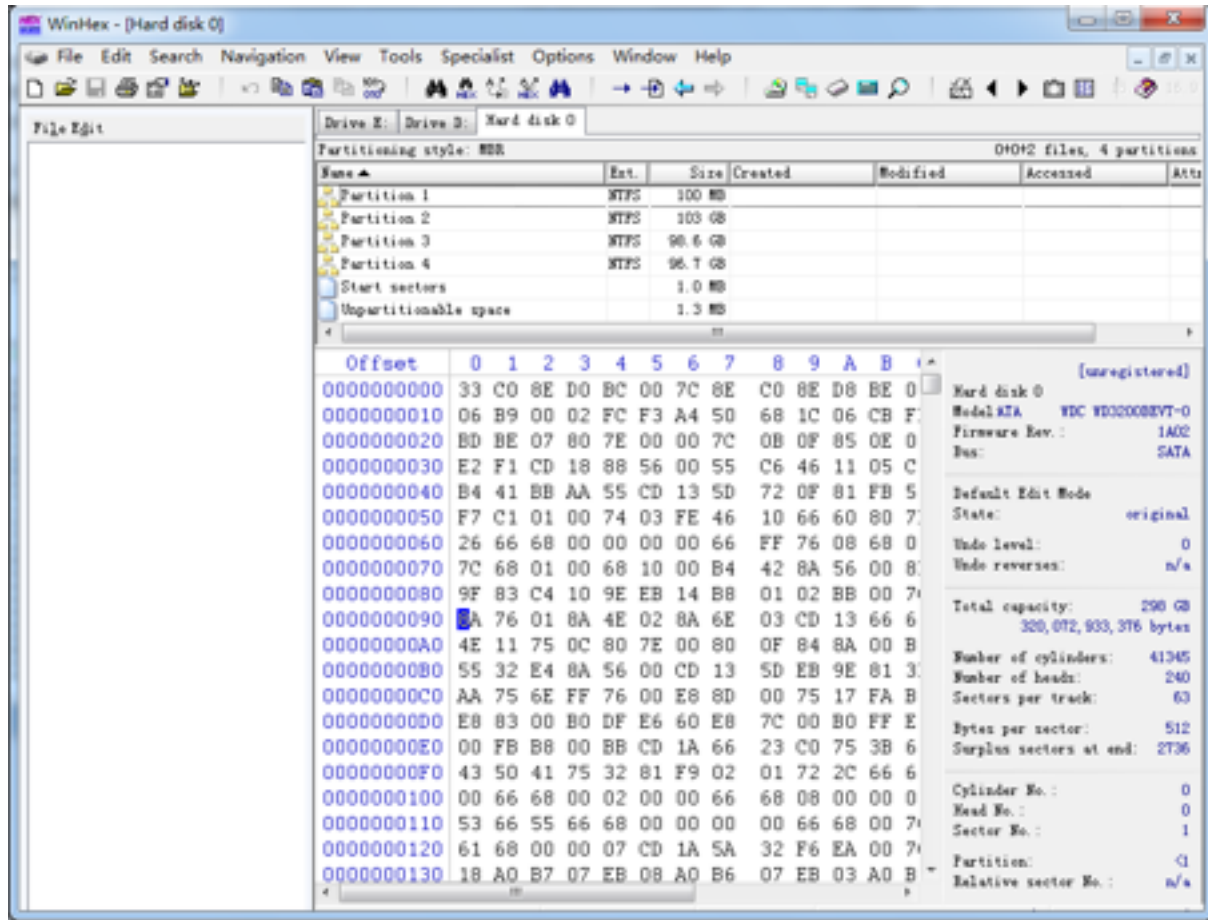 WinHex - [Hard disk 0]
File Edit Search Navigation View Tools Specialist Options Window Help
File Edit
Drive E: Drive D: Hard disk 0
Partitioning style: MBR 0+0+2 files, 4 partitions
Name Ext. Size Created Modified Accessed Attr
Partition 1 NTFS 100 MB
Partition 2 NTFS 103 GB
Partition 3 NTFS 98.6 GB
Partition 4 NTFS 96.7 GB
Start sectors 1.0 MB
Unpartitionable space 1.3 MB
Offset 0 1 2 3 4 5 6 7 8 9 A B
0000000000 33 C0 8E D0 BC 00 7C 8E C0 8E D8 BE 0
0000000010 06 B9 00 02 FC F3 A4 50 68 1C 06 CB F
0000000020 BD BE 07 80 7E 00 00 7C 0B 0F 85 0E 0
0000000030 E2 F1 CD 18 88 56 00 55 C6 46 11 05 C
0000000040 B4 41 BB AA 55 CD 13 5D 72 0F 81 FB 5
0000000050 F7 C1 01 00 74 03 FE 46 10 66 60 80 7
0000000060 26 66 68 00 00 00 00 66 FF 76 08 68 0
0000000070 7C 68 01 00 68 10 00 B4 42 8A 56 00 8
0000000080 9F 83 C4 10 9E EB 14 B8 01 02 BB 00 7
0000000090 8A 76 01 8A 4E 02 8A 6E 03 CD 13 66 6
00000000A0 4E 11 75 0C 80 7E 00 80 0F 84 8A 00 B
00000000B0 55 32 E4 8A 56 00 CD 13 5D EB 9E 81 3
00000000C0 AA 75 6E FF 76 00 E8 8D 00 75 17 FA B
00000000D0 E8 83 00 B0 DF E6 60 E8 7C 00 B0 FF E
00000000E0 00 FB B8 00 BB CD 1A 66 23 C0 75 3B 6
00000000F0 43 50 41 75 32 81 F9 02 01 72 2C 66 6
0000000100 00 66 68 00 02 00 00 66 68 08 00 00 0
0000000110 53 66 55 66 68 00 00 00 00 66 68 00 7
0000000120 61 68 00 00 07 CD 1A 5A 32 F6 EA 00 7
0000000130 18 A0 B7 07 EB 08 A0 B6 07 EB 03 A0 B
[unregistered]
Hard disk 0
Model: ATA WDC WD3200BEVT-0
Firmware Rev.: 1A02
Bus: SATA
Default Edit Mode
State: original
Undo level: 0
Undo reverses: n/a
Total capacity: 298 GB
320,072,933,376 bytes
Number of cylinders: 41345
Number of heads: 240
Sectors per track: 63
Bytes per sector: 512
Surplus sectors at end: 2736
Cylinder No.: 0
Head No.: 0
Sector No.: 1
Partition: <1
Relative sector No.: n/a